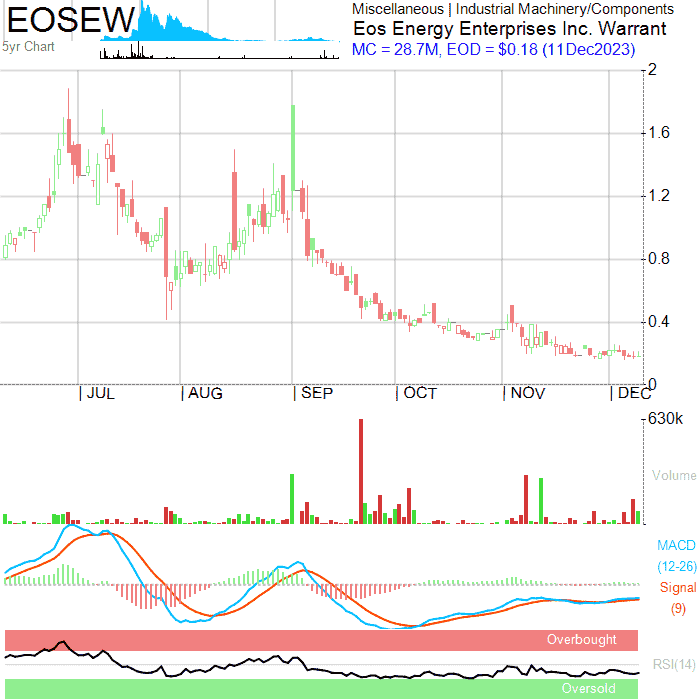 EOSEW
5yr Chart
Miscellaneous | Industrial Machinery/Components
Eos Energy Enterprises Inc. Warrant
MC = 28.7M, EOD = $0.18 (11Dec2023)
2
1.6
1.2
0.8
0.4
0
JUL AUG SEP OCT NOV DEC
630k
Volume
MACD
(12-26)
Signal
(9)
Overbought
RSI(14)
Oversold